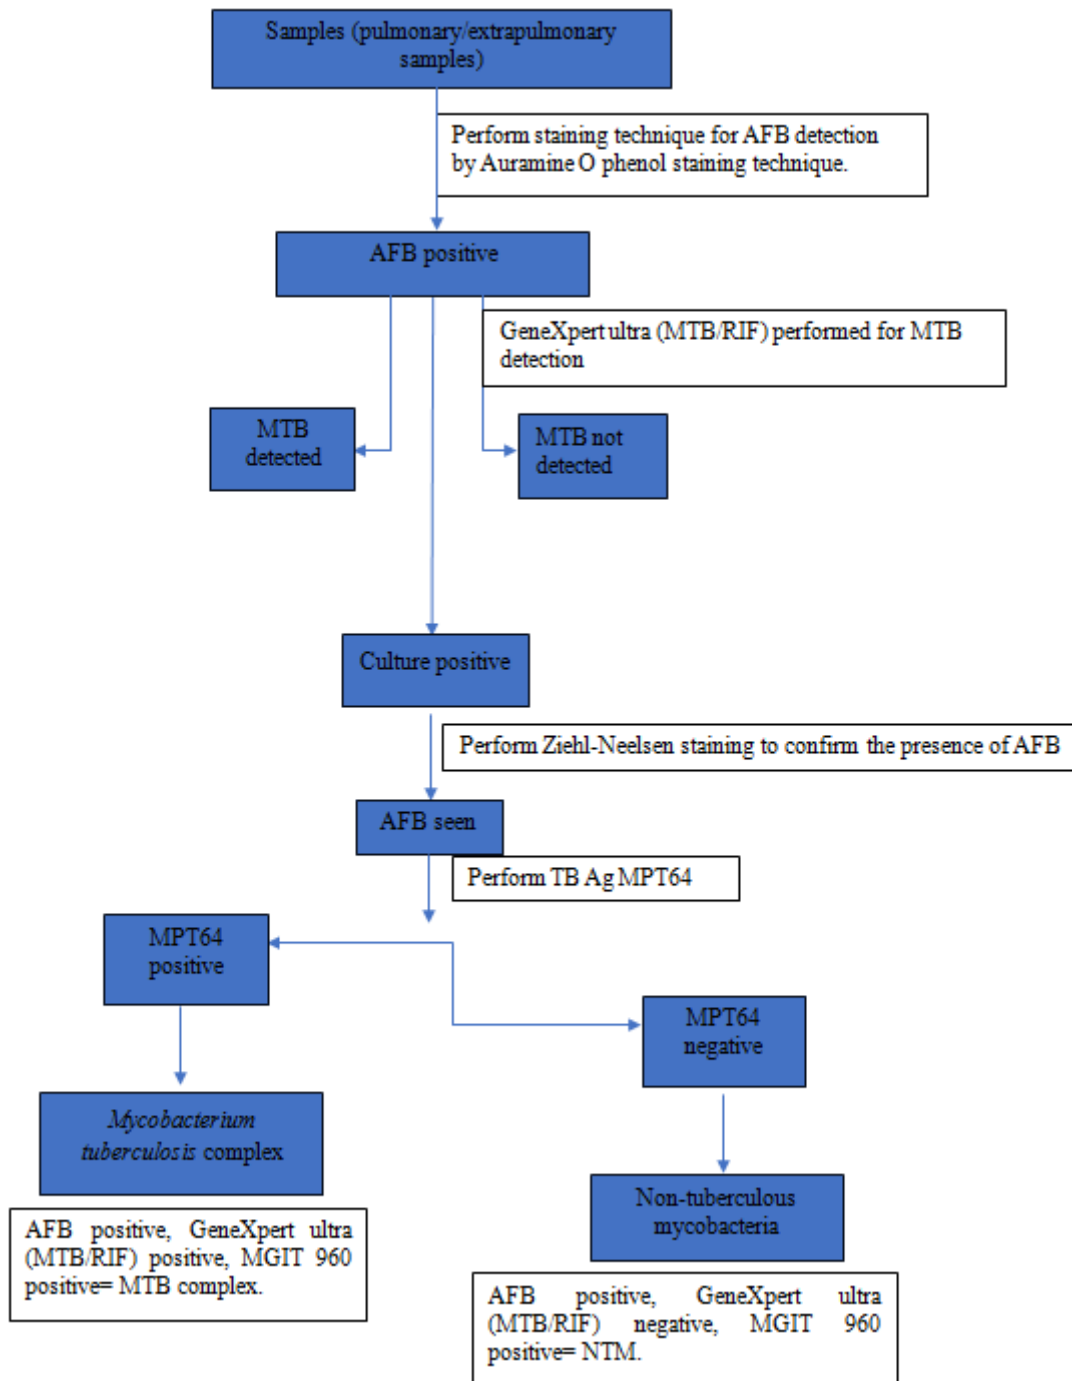 Samples (pulmonary/extrapulmonary
samples)
Perform staining technique for AFB detection
by Auramine O phenol staining technique.
AFB positive
GeneXpert ultra (MTB/RIF) performed for MTB
detection
MTB
detected
MTB not
detected
Culture positive
Perform Ziehl-Neelsen staining to confirm the presence of AFB
AFB seen
Perform TB Ag MPT64
MPT64
positive
MPT64
negative
Mycobacterium
tuberculosis complex
Non-tuberculous
mycobacteria
AFB positive, GeneXpert ultra
(MTB/RIF) positive, MGIT 960
positive= MTB complex.
AFB positive, GeneXpert ultra
(MTB/RIF) negative, MGIT 960
positive= NTM.